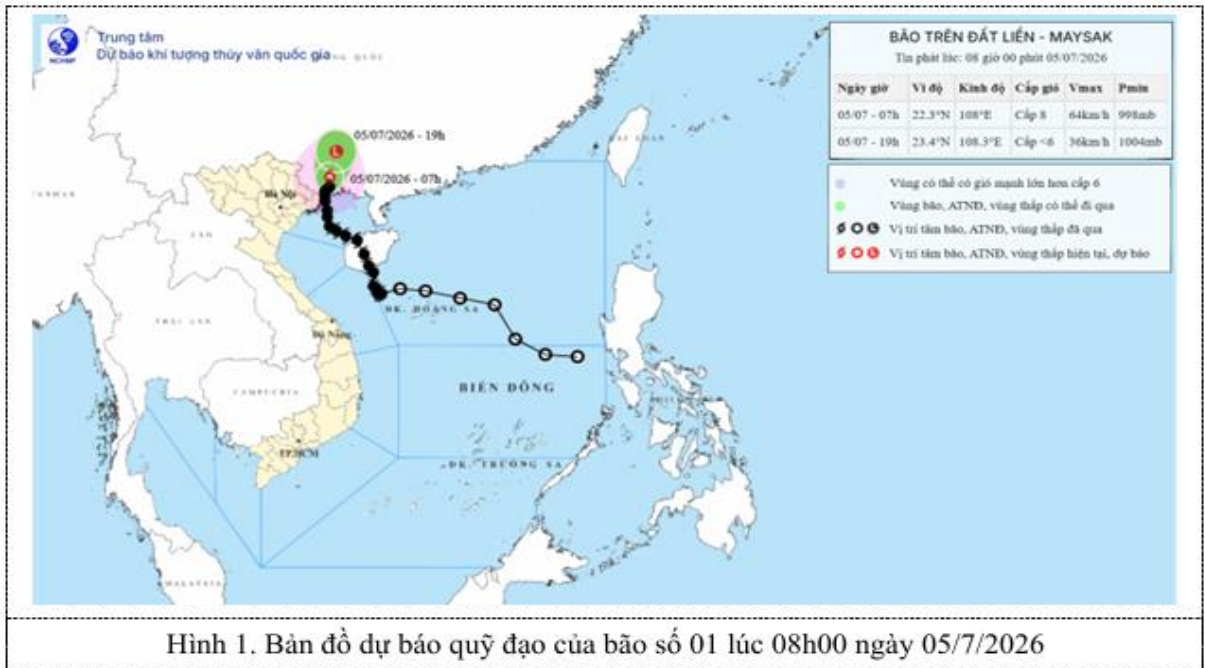 Trung tâm
Dự báo khí tượng thủy văn quốc gia
BÃO TRÊN ĐẤT LIỀN - MAYSAK
Tin phát lúc: 08 giờ 00 phút 05/07/2026
Ngày giờ Vĩ độ Kinh độ Cấp gió Vmax Pmin
05/07 - 07h 22.3°N 108°E Cấp 8 64km/h 998mb
05/07 - 19h 23.4°N 108.3°E Cấp <6 36km/h 1004mb
Vùng có thể có gió mạnh lớn hơn cấp 6
Vùng bão, ATNĐ, vùng thấp có thể đi qua
Vị trí tâm bão, ATNĐ, vùng thấp đã qua
Vị trí tâm bão, ATNĐ, vùng thấp hiện tại, dự báo
05/07/2026 - 19h
05/07/2026 - 07h
Hà Nội
LÀO
ĐK. HOÀNG SA
THÁI LAN
Đà Nẵng
BIỂN ĐÔNG
CAMPUCHIA
TP.HCM
ĐK. TRƯỜNG SA
MALAYSIA
Hình 1. Bản đồ dự báo quỹ đạo của bão số 01 lúc 08h00 ngày 05/7/2026